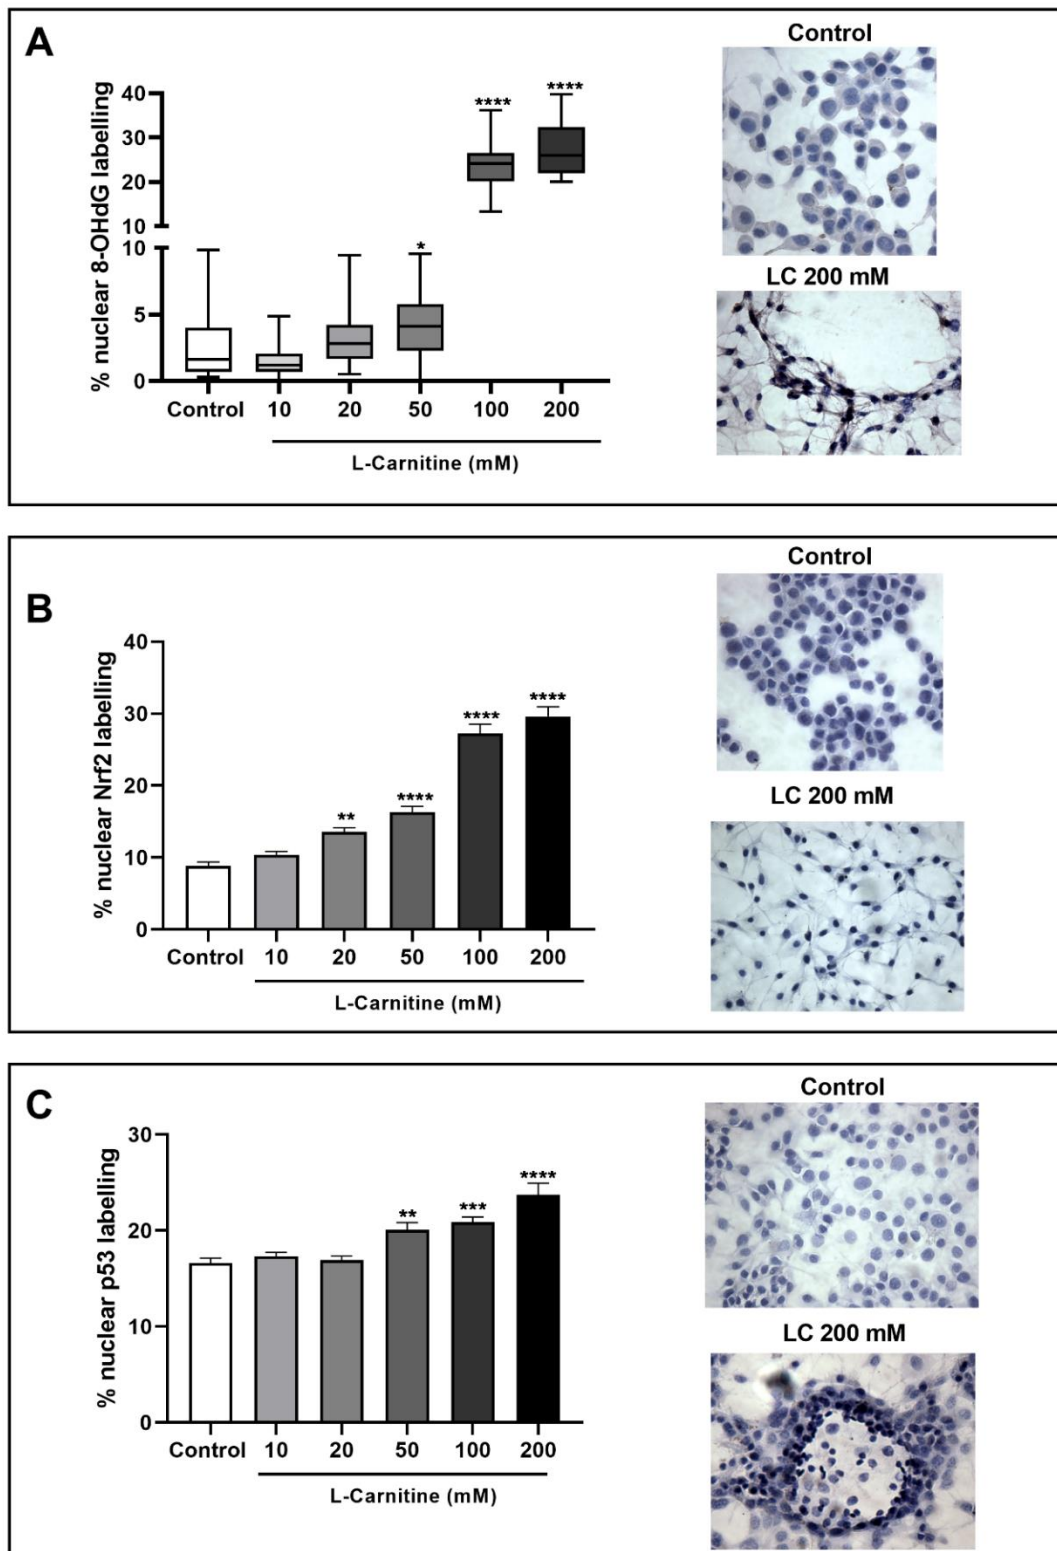 A
% nuclear 8-OHdG labelling
40
30
20
10
10
5
0
*
****
****
Control 10 20 50 100 200
L-Carnitine (mM)
Control
LC 200 mM
B
% nuclear Nrf2 labelling
40
30
20
10
0
**
****
****
****
Control 10 20 50 100 200
L-Carnitine (mM)
Control
LC 200 mM
C
% nuclear p53 labelling
30
20
10
0
**
***
****
Control 10 20 50 100 200
L-Carnitine (mM)
Control
LC 200 mM